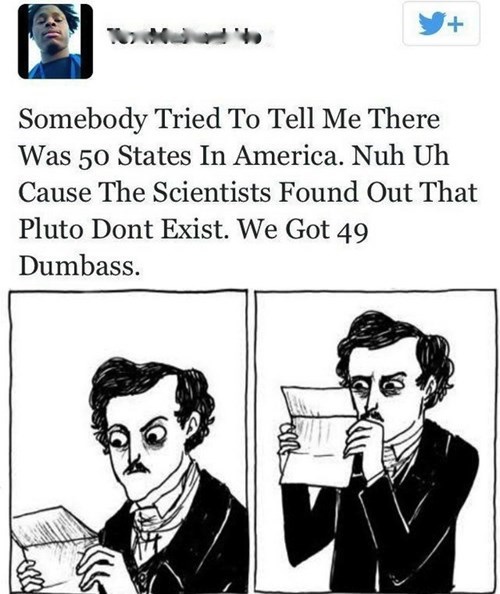 Somebody Tried To Tell Me There
Was 50 States In America. Nuh Uh
Cause The Scientists Found Out That
Pluto Dont Exist. We Got 49
Dumbass.